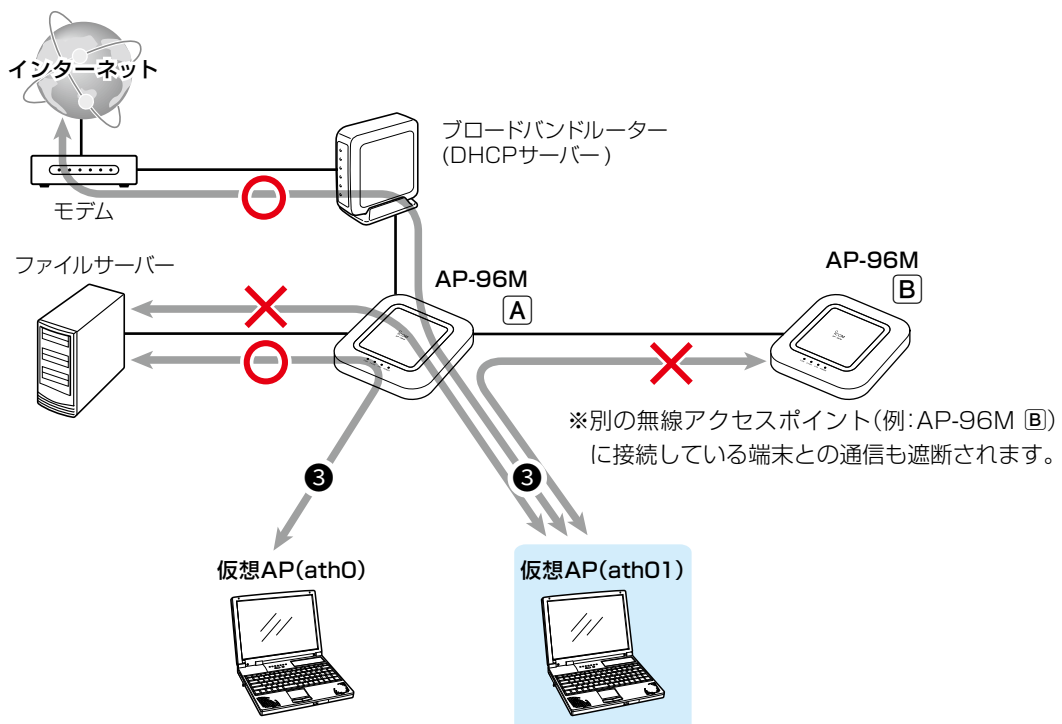 インターネット
ブロードバンドルーター
(DHCPサーバー)
モデム
ファイルサーバー
AP-96M
A
AP-96M
B
※別の無線アクセスポイント(例:AP-96M B)
に接続している端末との通信も遮断されます。
❸
❸
仮想AP(ath0)
仮想AP(ath01)